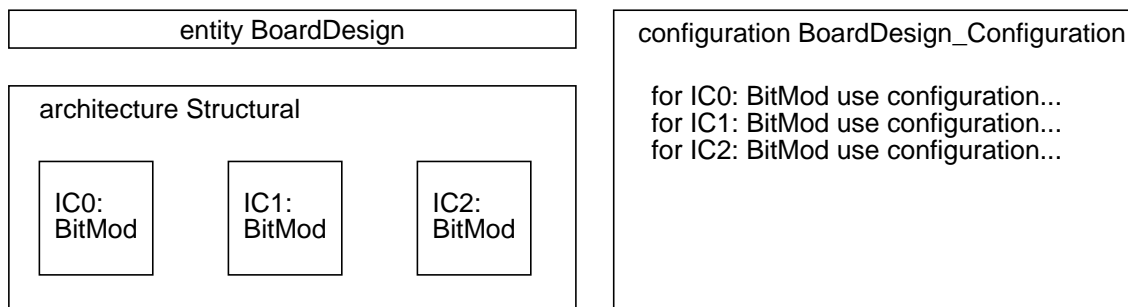 entity BoardDesign
architecture Structural
IC0:
BitMod
IC1:
BitMod
IC2:
BitMod
configuration BoardDesign_Configuration
for IC0: BitMod use configuration...
for IC1: BitMod use configuration...
for IC2: BitMod use configuration...